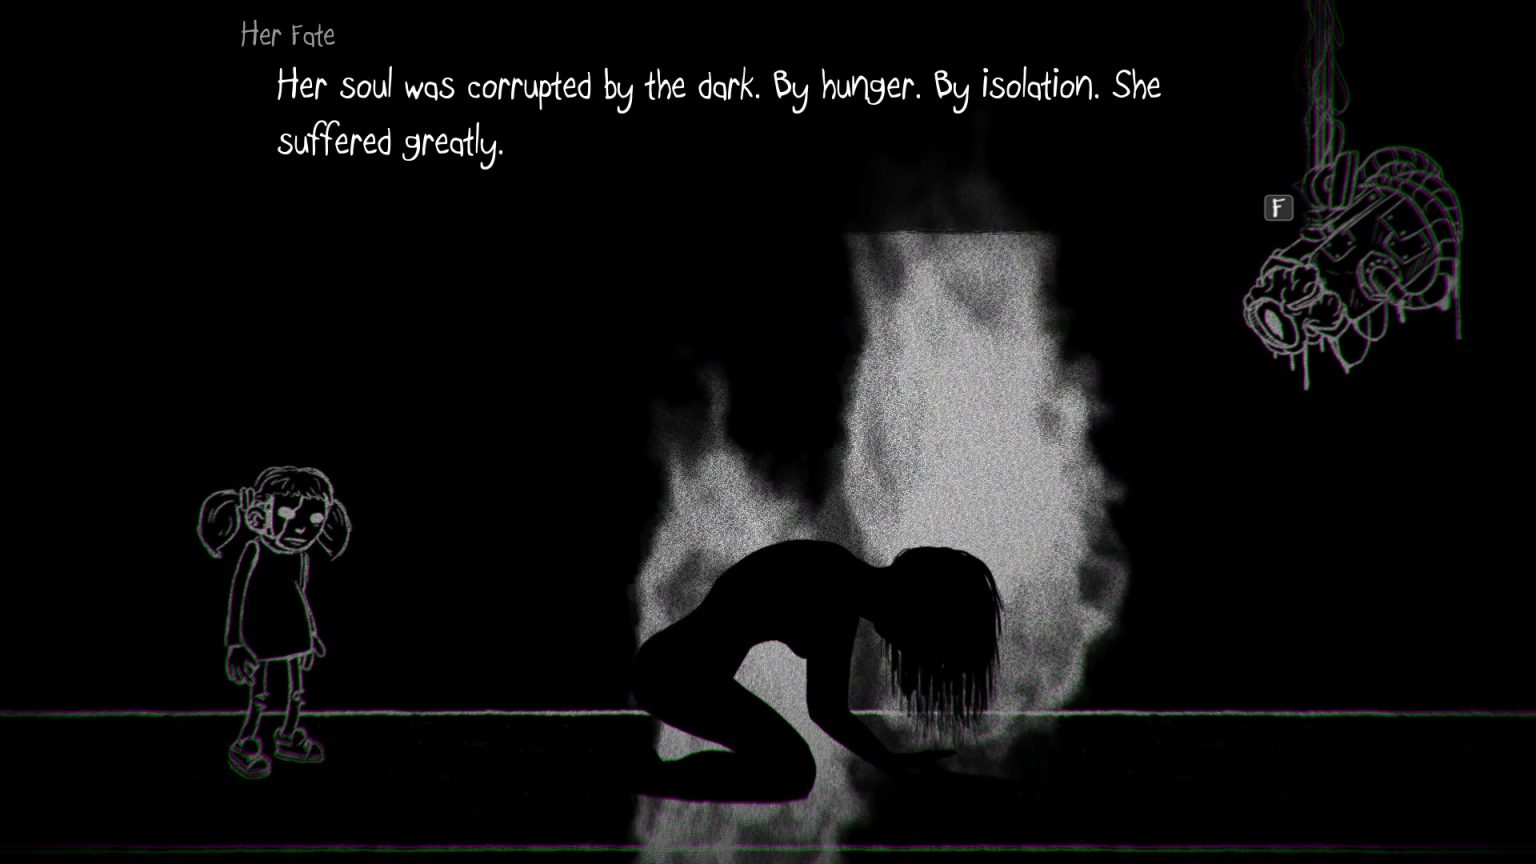 Her Fate
Her soul was corrupted by the dark. By hunger. By isolation. She
suffered greatly.
F